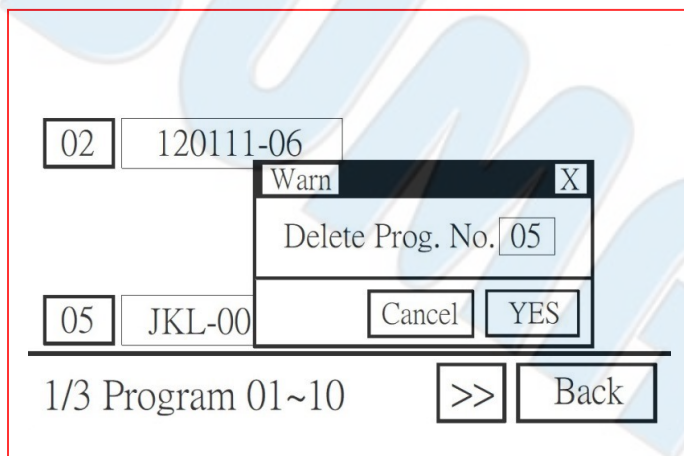 02 120111-06
Warn X
Delete Prog. No. 05
Cancel YES
05 JKL-00
1/3 Program 01~10 >> Back